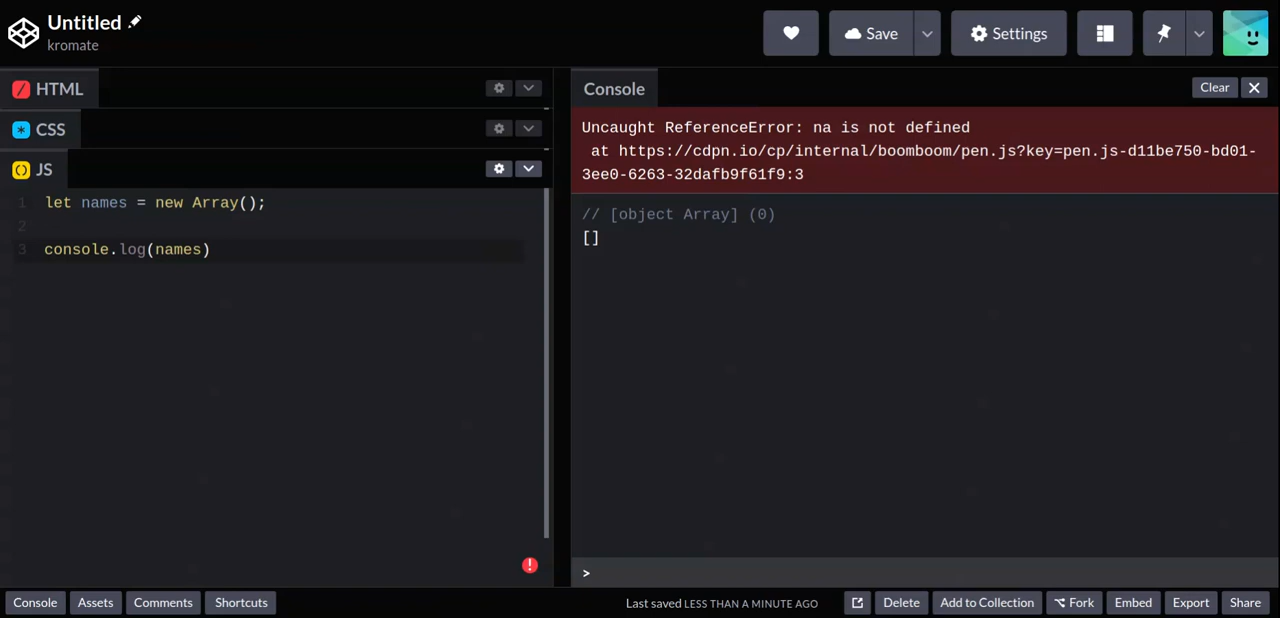 Untitled
kromate
Save
Settings
HTML
CSS
JS
1 let names = new Array();
2
3 console.log(names)
Console
Clear
Uncaught ReferenceError: na is not defined
at https://cdpn.io/cp/internal/boomboom/pen.js?key=pen.js-d11be750-bd01-
3ee0-6263-32dafb9f61f9:3
// [object Array] (0)
[]
>
Console Assets Comments Shortcuts
Last saved LESS THAN A MINUTE AGO
Delete Add to Collection Fork Embed Export Share